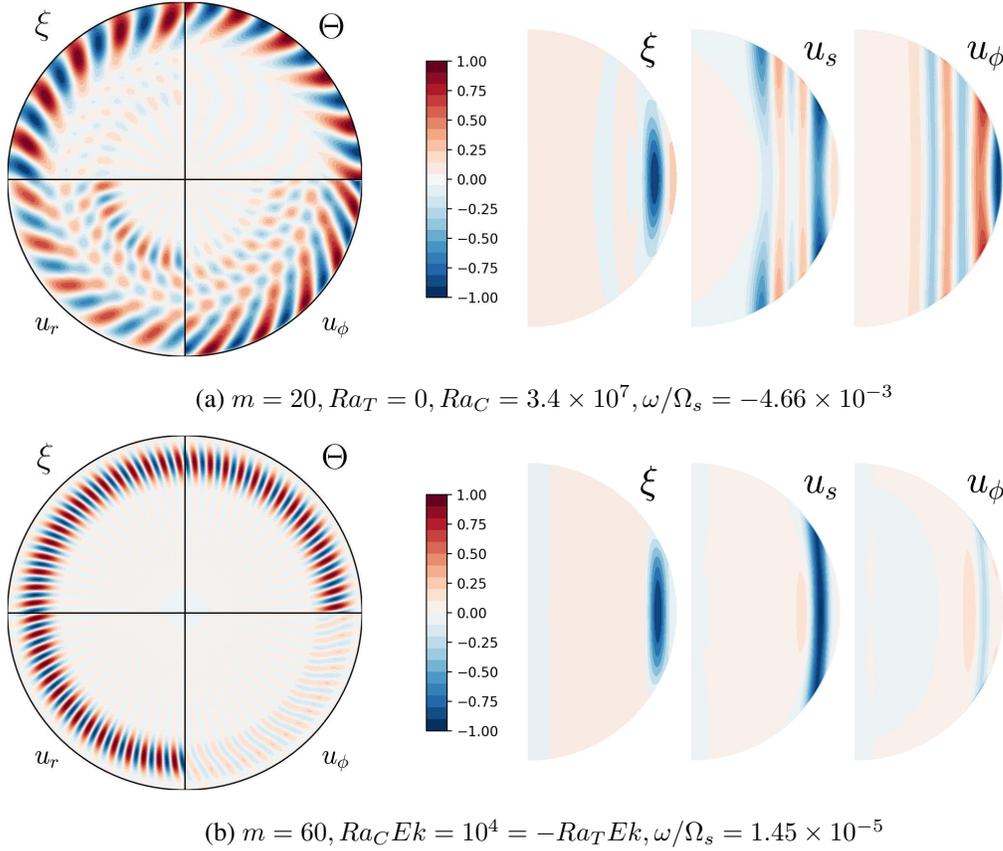 ξ Θ
1.00
0.75
0.50
0.25
0.00
−0.25
−0.50
−0.75
−1.00
u_r u_ϕ
ξ u_s u_ϕ
(a) m = 20, Ra_T = 0, Ra_C = 3.4 × 10^7, ω/Ω_s = −4.66 × 10^−3
ξ Θ
1.00
0.75
0.50
0.25
0.00
−0.25
−0.50
−0.75
−1.00
u_r u_ϕ
ξ u_s u_ϕ
(b) m = 60, Ra_C Ek = 10^4 = −Ra_T Ek, ω/Ω_s = 1.45 × 10^−5